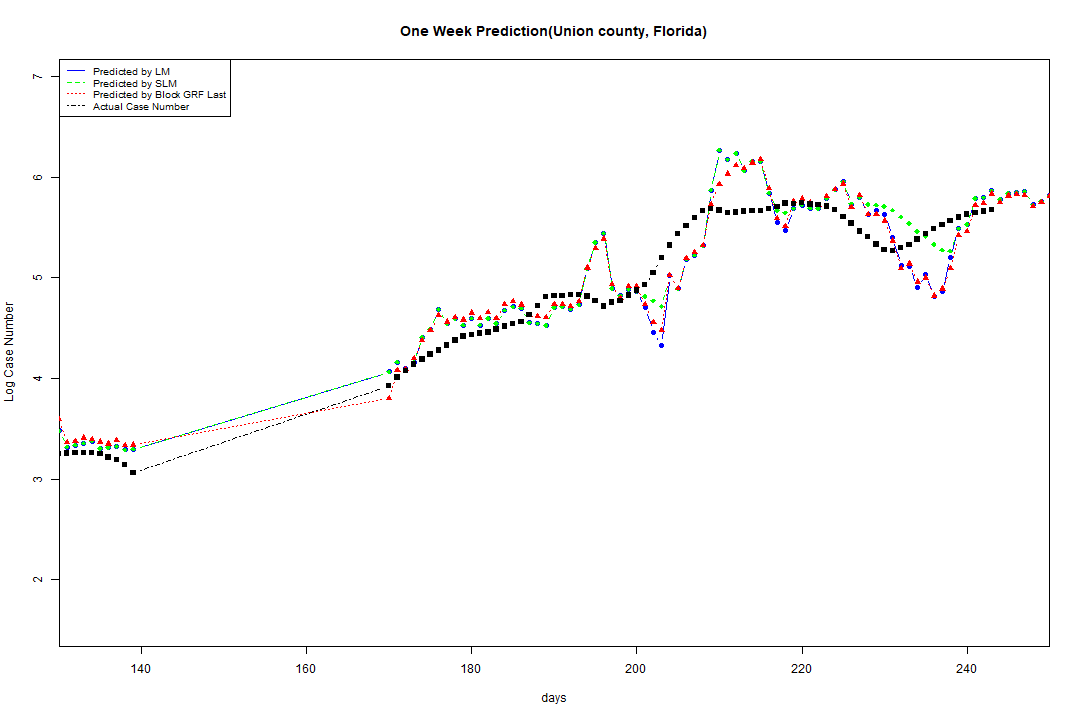 One Week Prediction(Union county, Florida)
Predicted by LM
Predicted by SLM
Predicted by Block GRF Last
Actual Case Number
7
6
5
4
3
2
Log Case Number
140 160 180 200 220 240
days